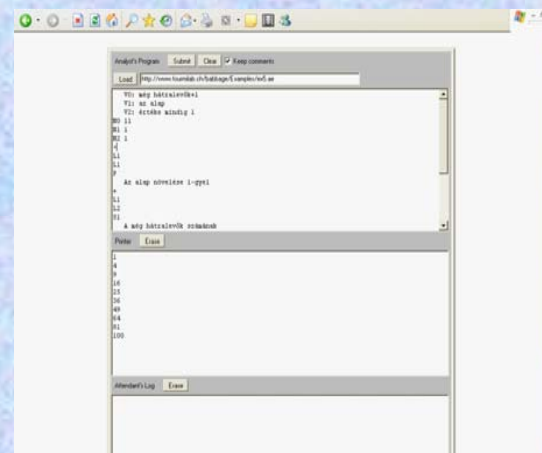 Analyst's Program Submit Clear Keep comments
Load http://www.fourmilab.ch/babbage/Examples/ex5.ae
V0: még hátralevők+1
V1: az alap
V2: értéke mindig 1
N0 11
N1 1
N2 1
L1
L1
P
Az alap növelése 1-gyel
+
L1
L2
S1
A még hátralevők számának
Printer Erase
1
4
9
16
25
36
49
64
81
100
Attendant's Log Erase